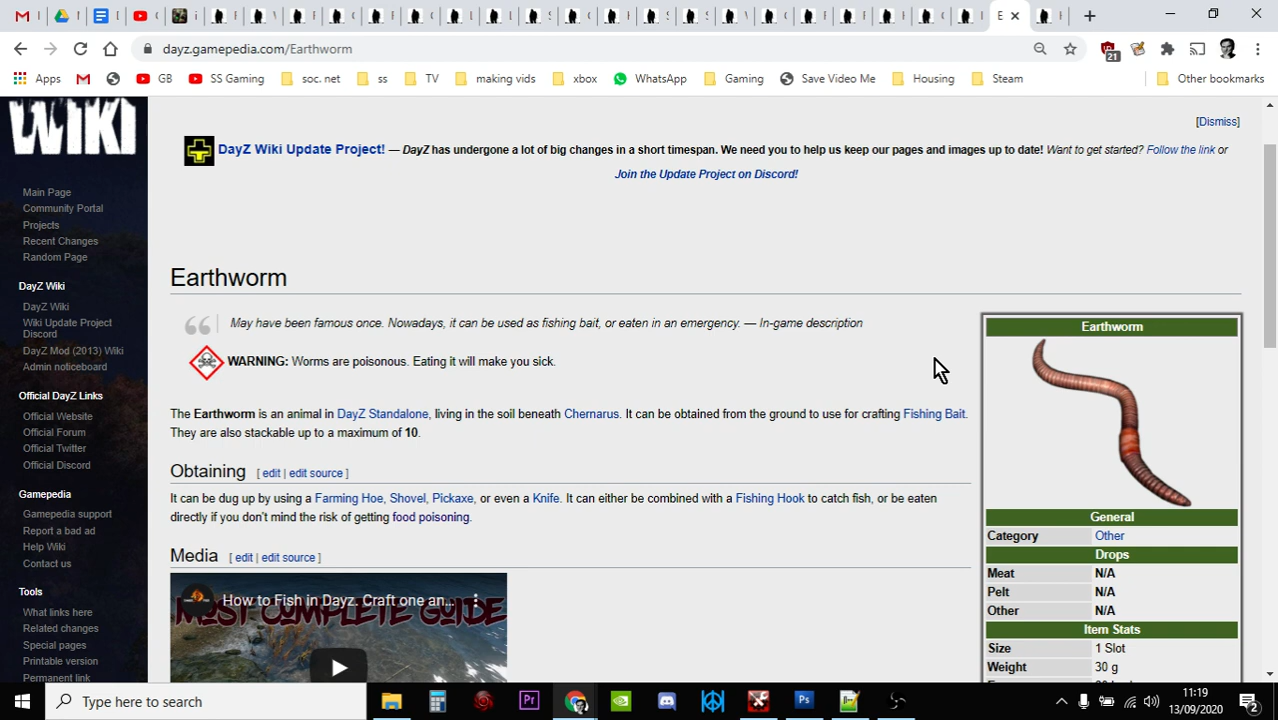 dayz.gamepedia.com/Earthworm
21
Apps
GB
SS Gaming
soc. net
ss
TV
making vids
xbox
WhatsApp
Gaming
Save Video Me
Housing
Steam
Other bookmarks
WIKI
Main Page
Community Portal
Projects
Recent Changes
Random Page
DayZ Wiki
DayZ Wiki
Wiki Update Project
Discord
DayZ Mod (2013) Wiki
Admin noticeboard
Official DayZ Links
Official Website
Official Forum
Official Twitter
Official Discord
Gamepedia
Gamepedia support
Report a bad ad
Help Wiki
Contact us
Tools
What links here
Related changes
Special pages
Printable version
Permanent link
[Dismiss]
DayZ Wiki Update Project! — DayZ has undergone a lot of big changes in a short timespan. We need you to help us keep our pages and images up to date! Want to get started? Follow the link or
Join the Update Project on Discord!
Earthworm
May have been famous once. Nowadays, it can be used as fishing bait, or eaten in an emergency. — In-game description
WARNING: Worms are poisonous. Eating it will make you sick.
The Earthworm is an animal in DayZ Standalone, living in the soil beneath Chernarus. It can be obtained from the ground to use for crafting Fishing Bait.
They are also stackable up to a maximum of 10.
Obtaining [ edit | edit source ]
It can be dug up by using a Farming Hoe, Shovel, Pickaxe, or even a Knife. It can either be combined with a Fishing Hook to catch fish, or be eaten
directly if you don't mind the risk of getting food poisoning.
Media [ edit | edit source ]
How to Fish in Dayz. Craft one an...
MOST COMPLETE GUIDE
Earthworm
General
Category Other
Drops
Meat N/A
Pelt N/A
Other N/A
Item Stats
Size 1 Slot
Weight 30 g
Type here to search
11:19
13/09/2020
2